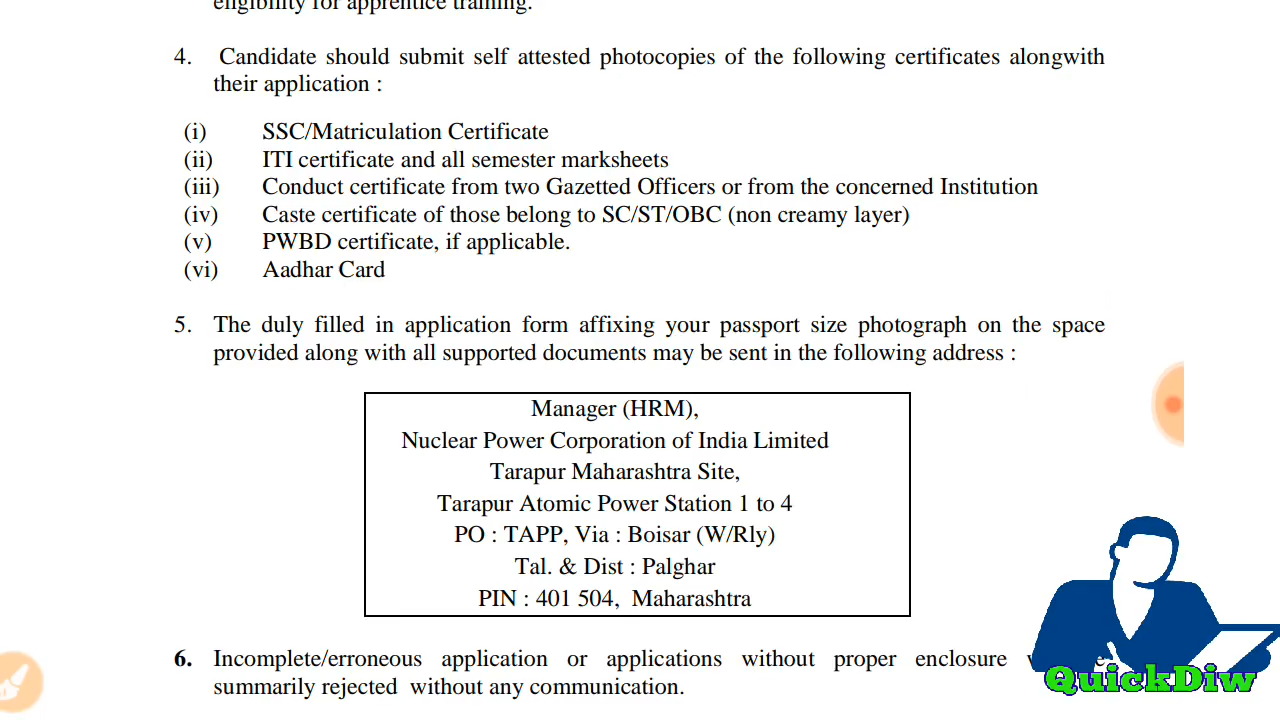 eligibility for apprentice training.
4. Candidate should submit self attested photocopies of the following certificates alongwith
their application :
(i) SSC/Matriculation Certificate
(ii) ITI certificate and all semester marksheets
(iii) Conduct certificate from two Gazetted Officers or from the concerned Institution
(iv) Caste certificate of those belong to SC/ST/OBC (non creamy layer)
(v) PWBD certificate, if applicable.
(vi) Aadhar Card
5. The duly filled in application form affixing your passport size photograph on the space
provided along with all supported documents may be sent in the following address :
Manager (HRM),
Nuclear Power Corporation of India Limited
Tarapur Maharashtra Site,
Tarapur Atomic Power Station 1 to 4
PO : TAPP, Via : Boisar (W/Rly)
Tal. & Dist : Palghar
PIN : 401 504, Maharashtra
6. Incomplete/erroneous application or applications without proper enclosure
summarily rejected without any communication.
QuickDiw